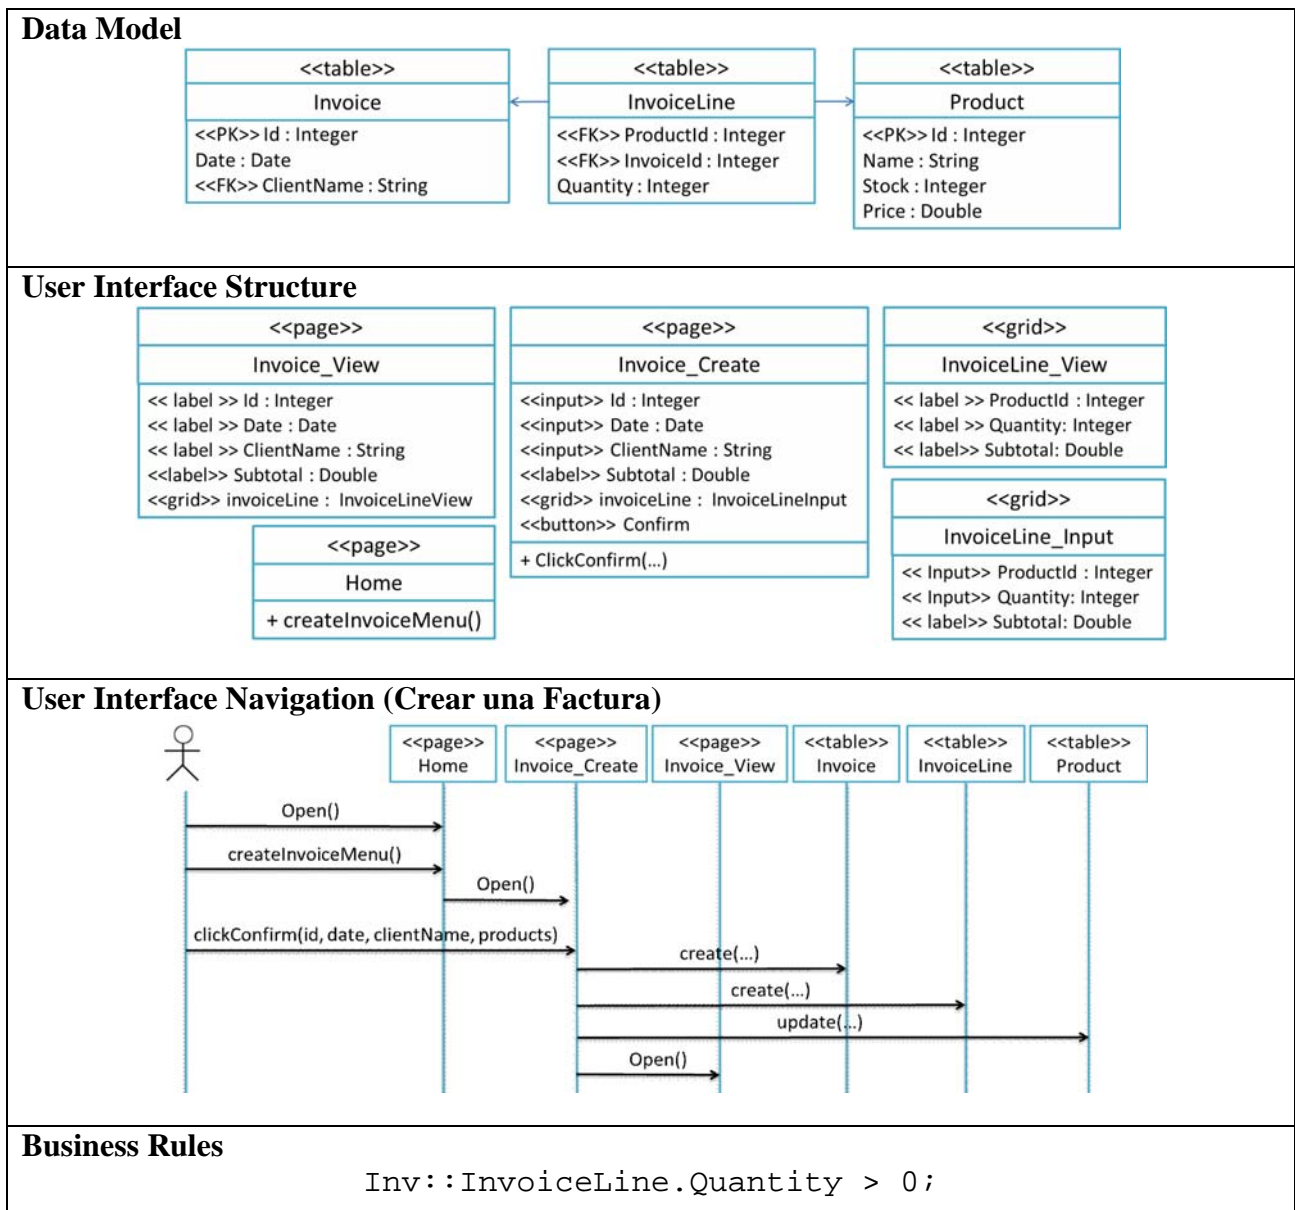 Data Model
<<table>>
Invoice
<<PK>> Id : Integer
Date : Date
<<FK>> ClientName : String
<<table>>
InvoiceLine
<<FK>> ProductId : Integer
<<FK>> InvoiceId : Integer
Quantity : Integer
<<table>>
Product
<<PK>> Id : Integer
Name : String
Stock : Integer
Price : Double
User Interface Structure
<<page>>
Invoice_View
<< label >> Id : Integer
<< label >> Date : Date
<< label >> ClientName : String
<<label>> Subtotal : Double
<<grid>> invoiceLine : InvoiceLineView
<<page>>
Home
+ createInvoiceMenu()
<<page>>
Invoice_Create
<<input>> Id : Integer
<<input>> Date : Date
<<input>> ClientName : String
<<label>> Subtotal : Double
<<grid>> invoiceLine : InvoiceLineInput
<<button>> Confirm
+ ClickConfirm(...)
<<grid>>
InvoiceLine_View
<< label >> ProductId : Integer
<< label >> Quantity: Integer
<< label>> Subtotal: Double
<<grid>>
InvoiceLine_Input
<< Input>> ProductId : Integer
<< Input>> Quantity: Integer
<< label>> Subtotal: Double
User Interface Navigation (Crear una Factura)
<<page>>
Home
<<page>>
Invoice_Create
<<page>>
Invoice_View
<<table>>
Invoice
<<table>>
InvoiceLine
<<table>>
Product
Open()
createInvoiceMenu()
Open()
clickConfirm(id, date, clientName, products)
create(...)
create(...)
update(...)
Open()
Business Rules
Inv::InvoiceLine.Quantity > 0;